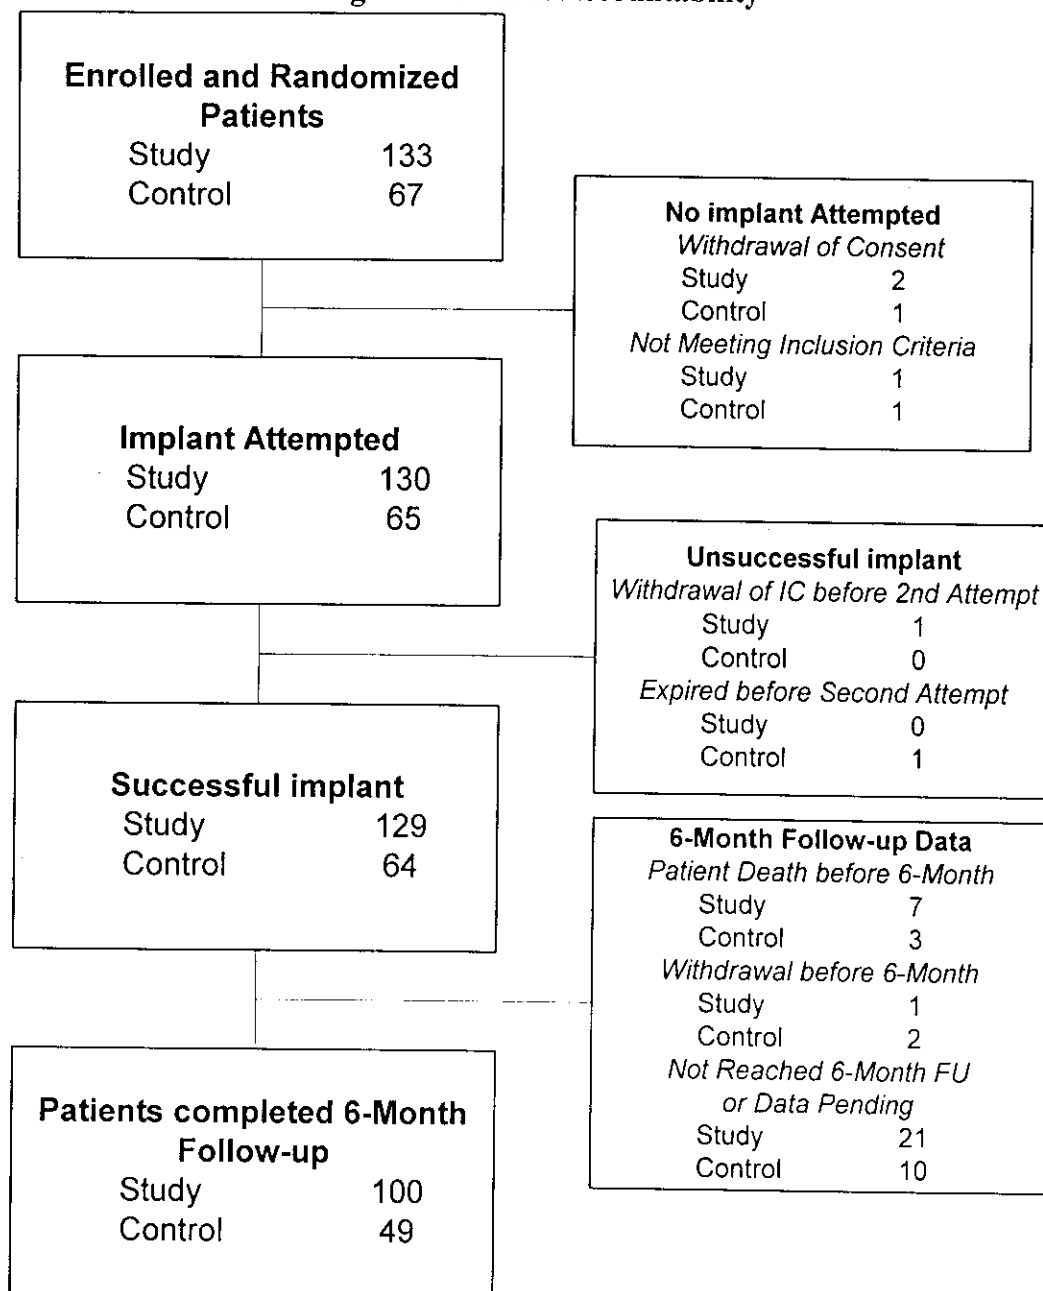 Enrolled and Randomized
Patients
Study 133
Control 67
No implant Attempted
Withdrawal of Consent
Study 2
Control 1
Not Meeting Inclusion Criteria
Study 1
Control 1
Implant Attempted
Study 130
Control 65
Unsuccessful implant
Withdrawal of IC before 2nd Attempt
Study 1
Control 0
Expired before Second Attempt
Study 0
Control 1
Successful implant
Study 129
Control 64
6-Month Follow-up Data
Patient Death before 6-Month
Study 7
Control 3
Withdrawal before 6-Month
Study 1
Control 2
Not Reached 6-Month FU
or Data Pending
Study 21
Control 10
Patients completed 6-Month
Follow-up
Study 100
Control 49